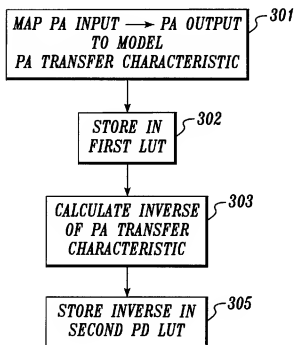 MAP PA INPUT → PA OUTPUT
TO MODEL
PA TRANSFER CHARACTERISTIC
301
STORE IN
FIRST LUT
302
CALCULATE INVERSE
OF PA TRANSFER
CHARACTERISTIC
303
STORE INVERSE IN
SECOND PD LUT
305